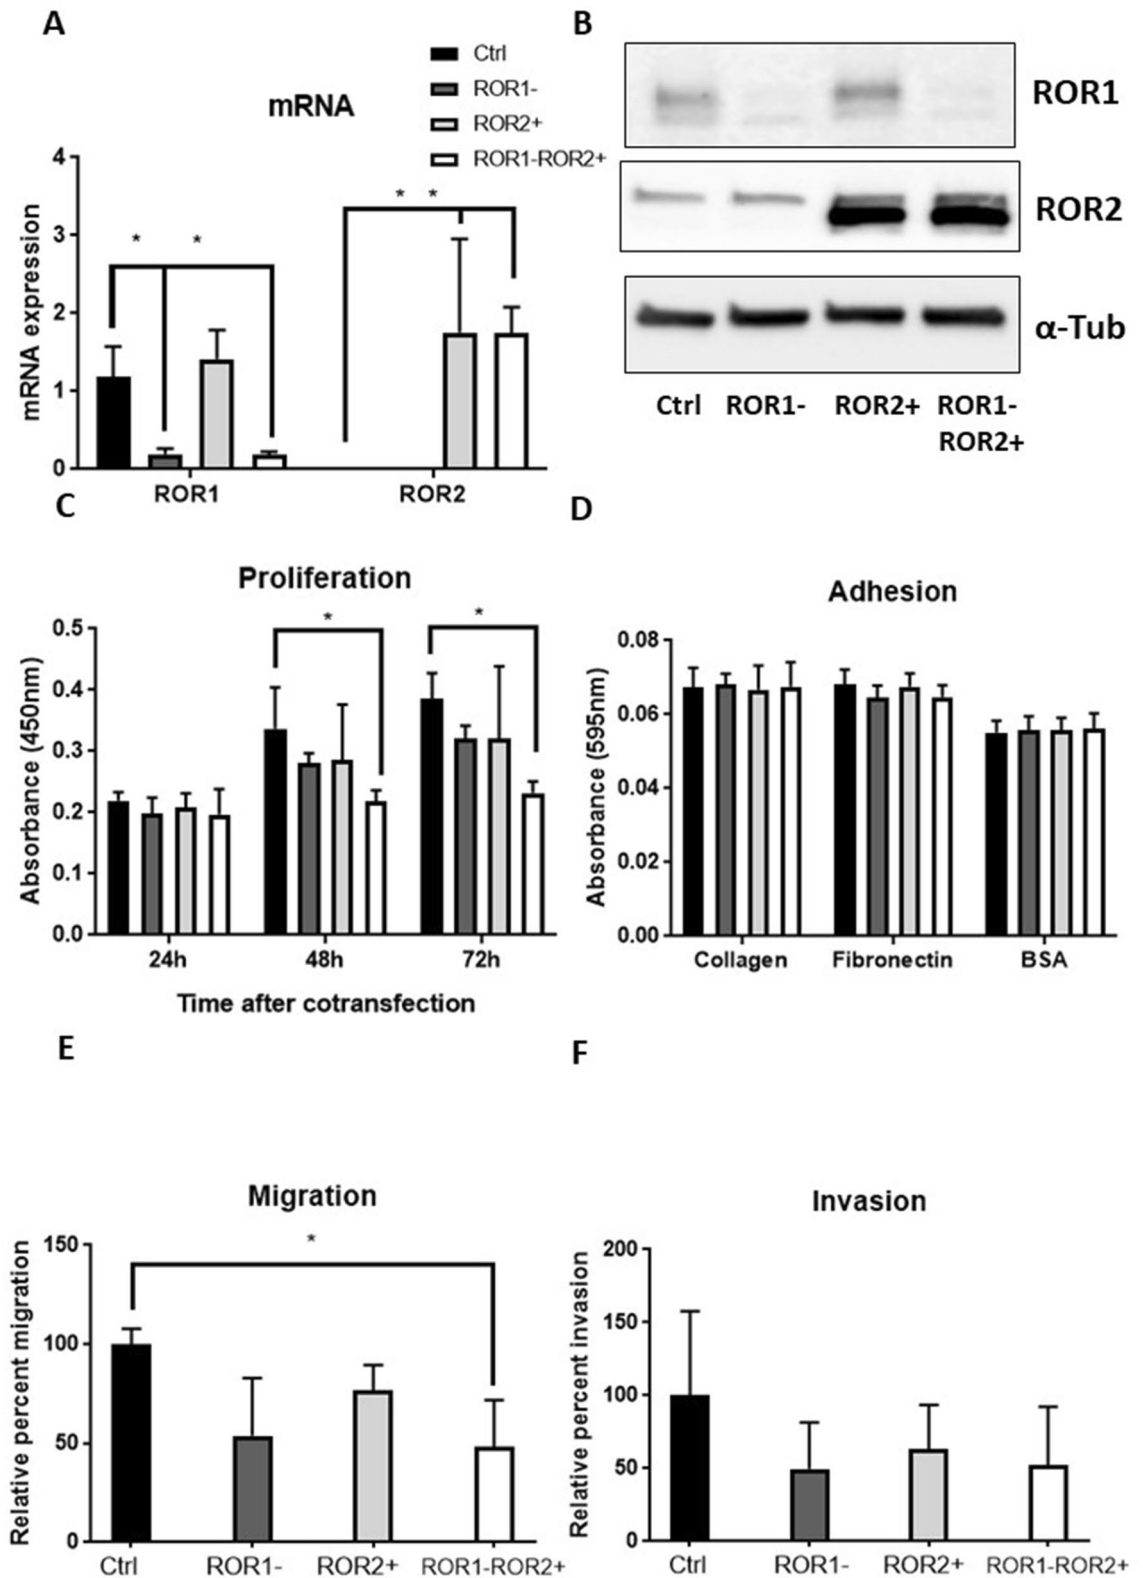 A
mRNA
Ctrl
ROR1-
ROR2+
ROR1-ROR2+
mRNA expression
4
3
2
1
0
* *
* *
ROR1 ROR2
B
ROR1
ROR2
α-Tub
Ctrl ROR1- ROR2+ ROR1-
ROR2+
C
Proliferation
Absorbance (450nm)
0.5
0.4
0.3
0.2
0.1
0.0
* *
24h 48h 72h
Time after cotransfection
D
Adhesion
Absorbance (595nm)
0.08
0.06
0.04
0.02
0.00
Collagen Fibronectin BSA
E
Migration
Relative percent migration
150
100
50
0
*
Ctrl ROR1- ROR2+ ROR1-ROR2+
F
Invasion
Relative percent invasion
200
150
100
50
0
Ctrl ROR1- ROR2+ ROR1-ROR2+